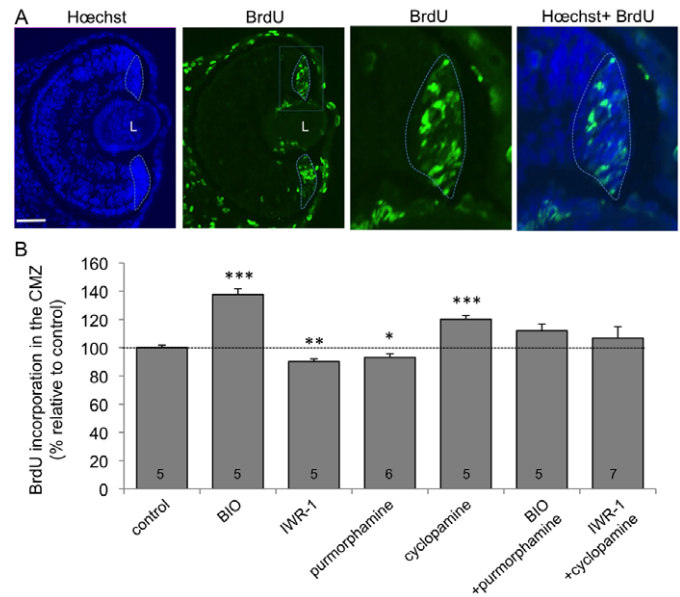 A
Hœchst
BrdU
BrdU
Hœchst+ BrdU
L
L
B
BrdU incorporation in the CMZ
(% relative to control)
160
140
120
100
80
60
40
20
0
***
**
*
***
5
5
5
6
5
5
7
control
BIO
IWR-1
purmorphamine
cyclopamine
BIO
+purmorphamine
IWR-1
+cyclopamine